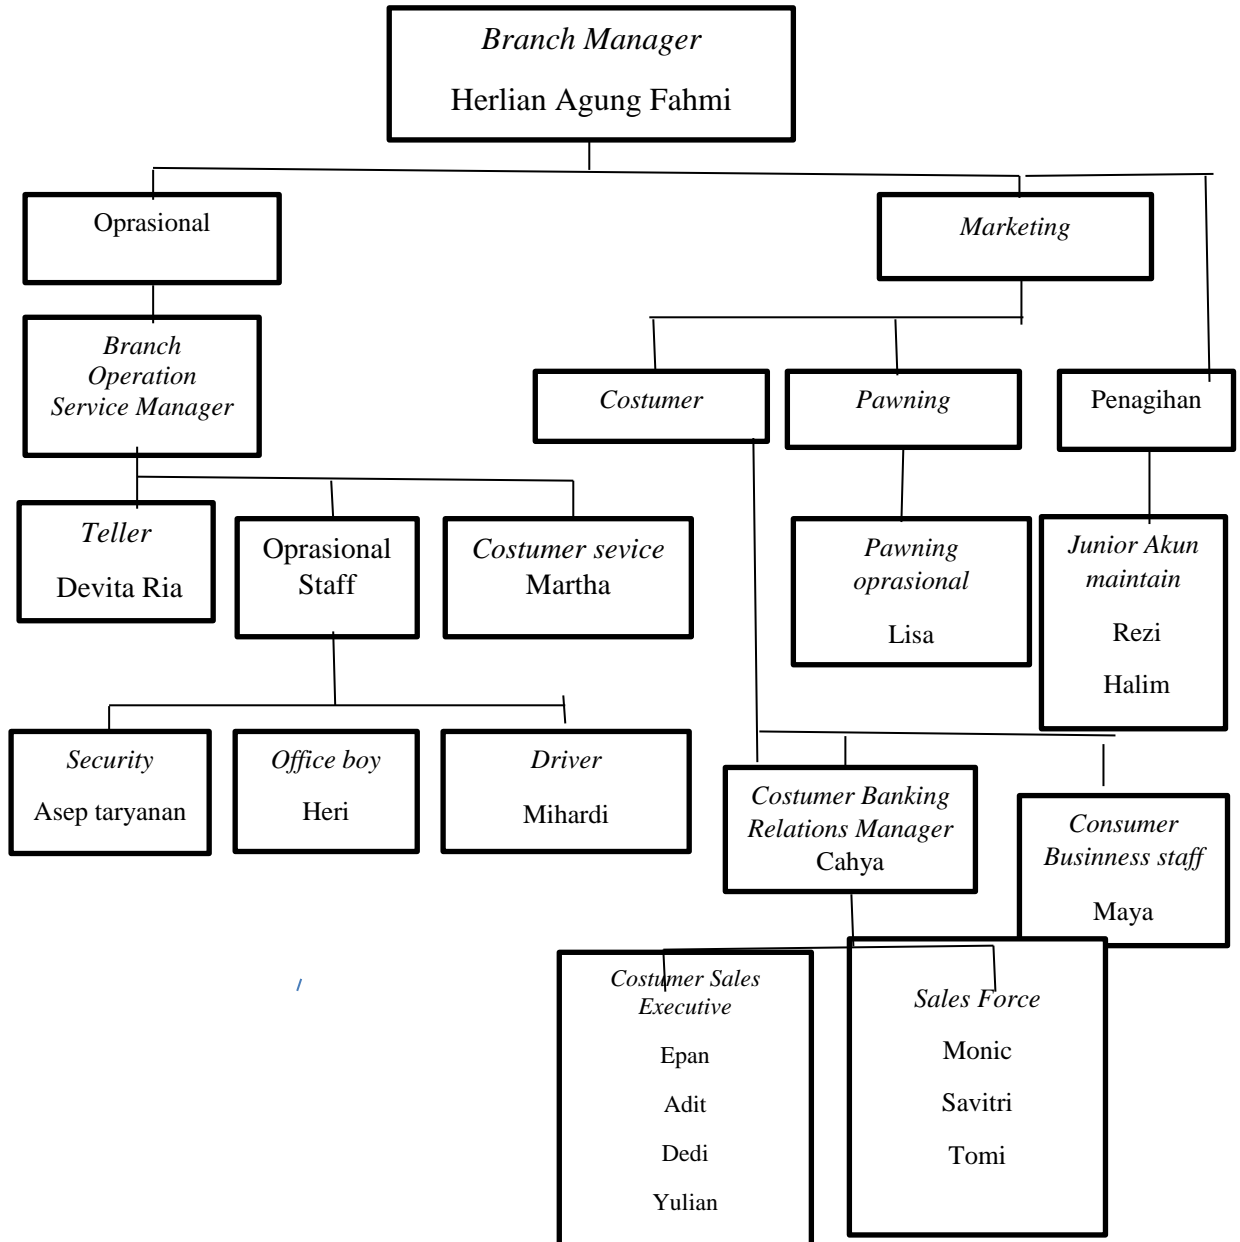 Branch Manager
Herlian Agung Fahmi
Oprasional
Marketing
Branch
Operation
Service Manager
Costumer
Pawning
Penagihan
Teller
Devita Ria
Oprasional
Staff
Costumer sevice
Martha
Pawning
oprasional
Lisa
Junior Akun
maintain
Rezi
Halim
Security
Asep taryanan
Office boy
Heri
Driver
Mihardi
Costumer Banking
Relations Manager
Cahya
Consumer
Businness staff
Maya
Costumer Sales
Executive
Epan
Adit
Dedi
Yulian
Sales Force
Monic
Savitri
Tomi